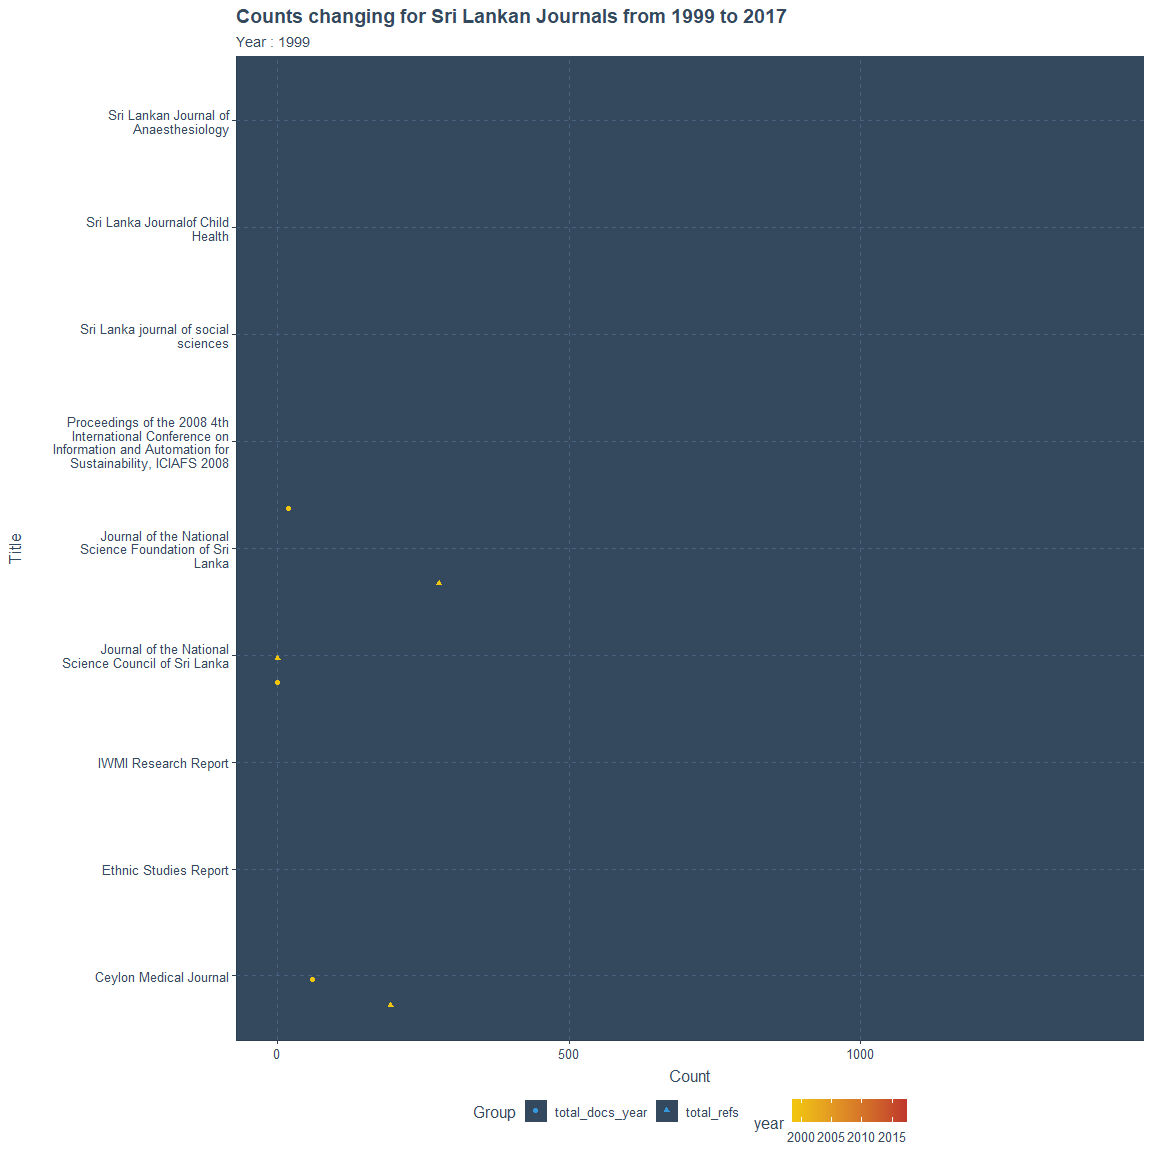 Counts changing for Sri Lankan Journals from 1999 to 2017
Year : 1999
Title
Sri Lankan Journal of
Anaesthesiology
Sri Lanka Journalof Child
Health
Sri Lanka journal of social
sciences
Proceedings of the 2008 4th
International Conference on
Information and Automation for
Sustainability, ICIAFS 2008
Journal of the National
Science Foundation of Sri
Lanka
Journal of the National
Science Council of Sri Lanka
IWMI Research Report
Ethnic Studies Report
Ceylon Medical Journal
0 500 1000
Count
Group total_docs_year total_refs year
2000 2005 2010 2015